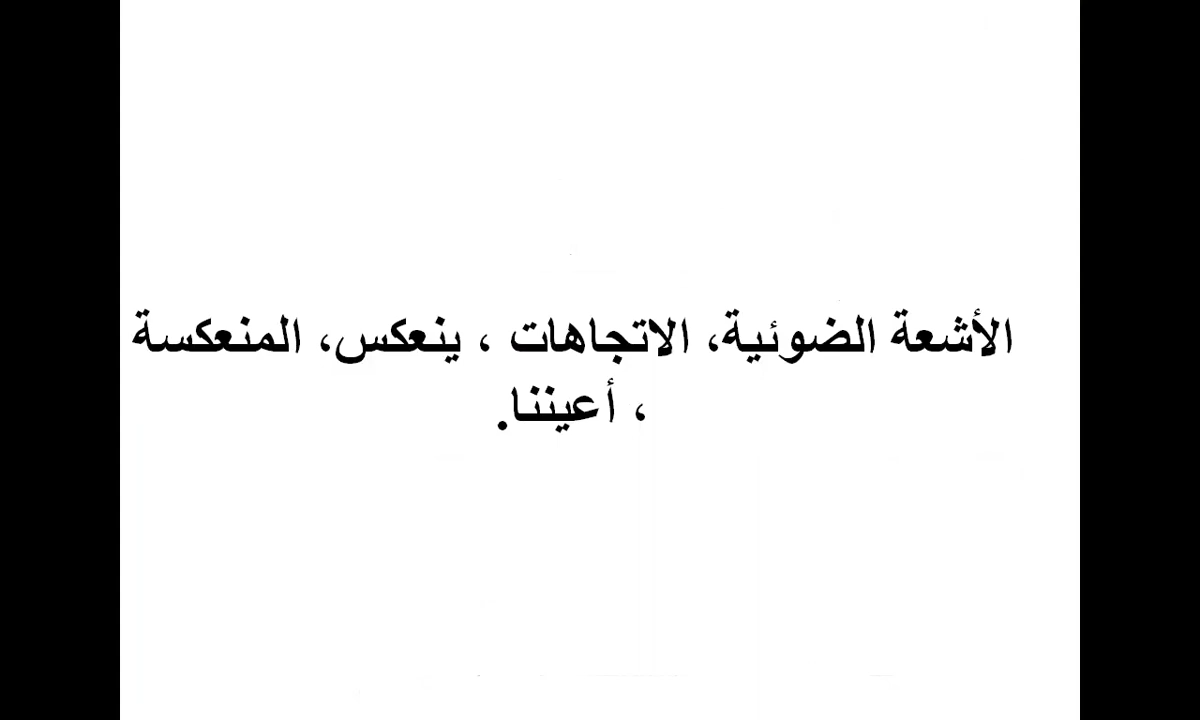 الأشعة الضوئية، الاتجاهات ، ينعكس، المنعكسة
، أعيننا.